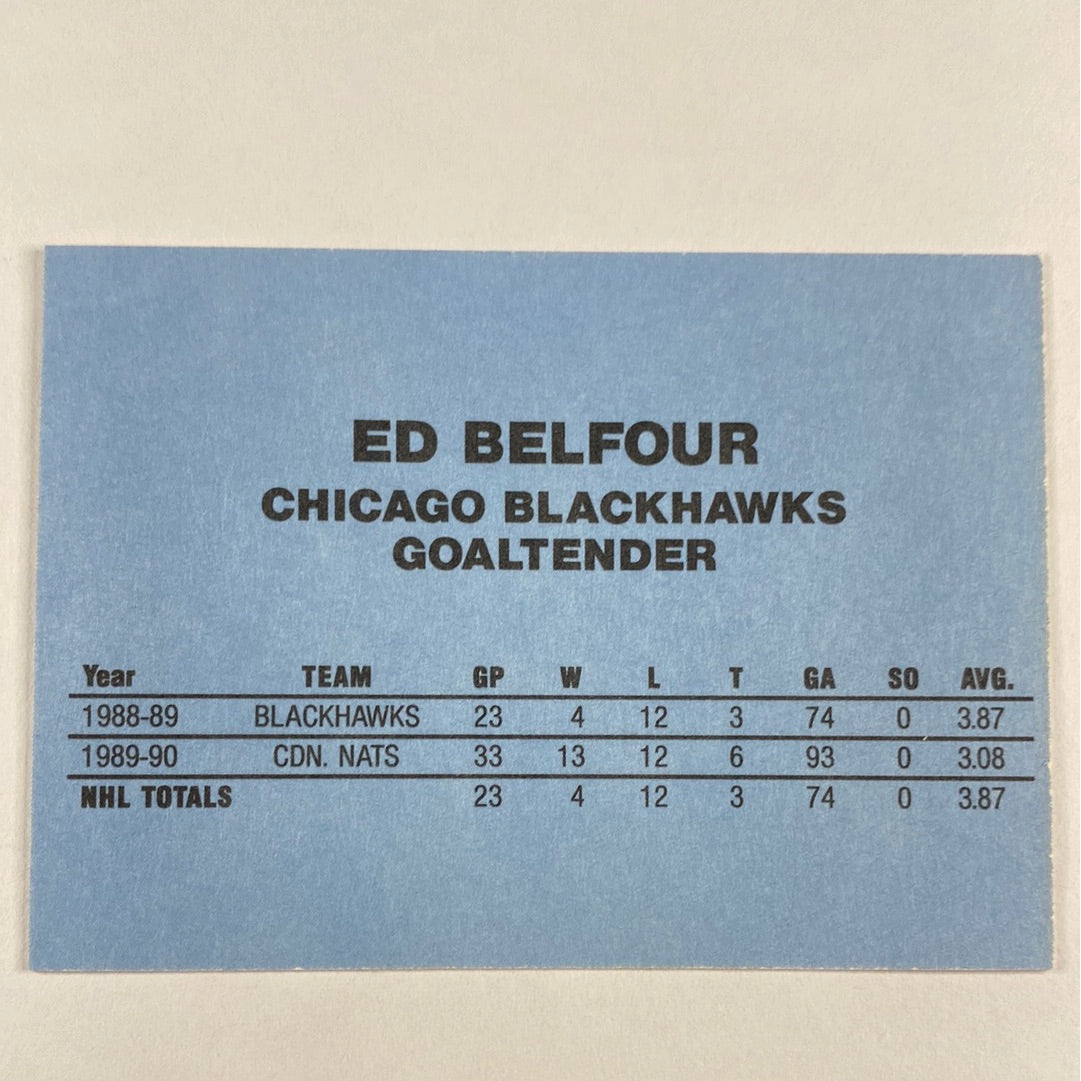 ED BELFOUR
CHICAGO BLACKHAWKS
GOALTENDER
Year TEAM GP W L T GA SO AVG.
1988-89 BLACKHAWKS 23 4 12 3 74 0 3.87
1989-90 CDN. NATS 33 13 12 6 93 0 3.08
NHL TOTALS 23 4 12 3 74 0 3.87